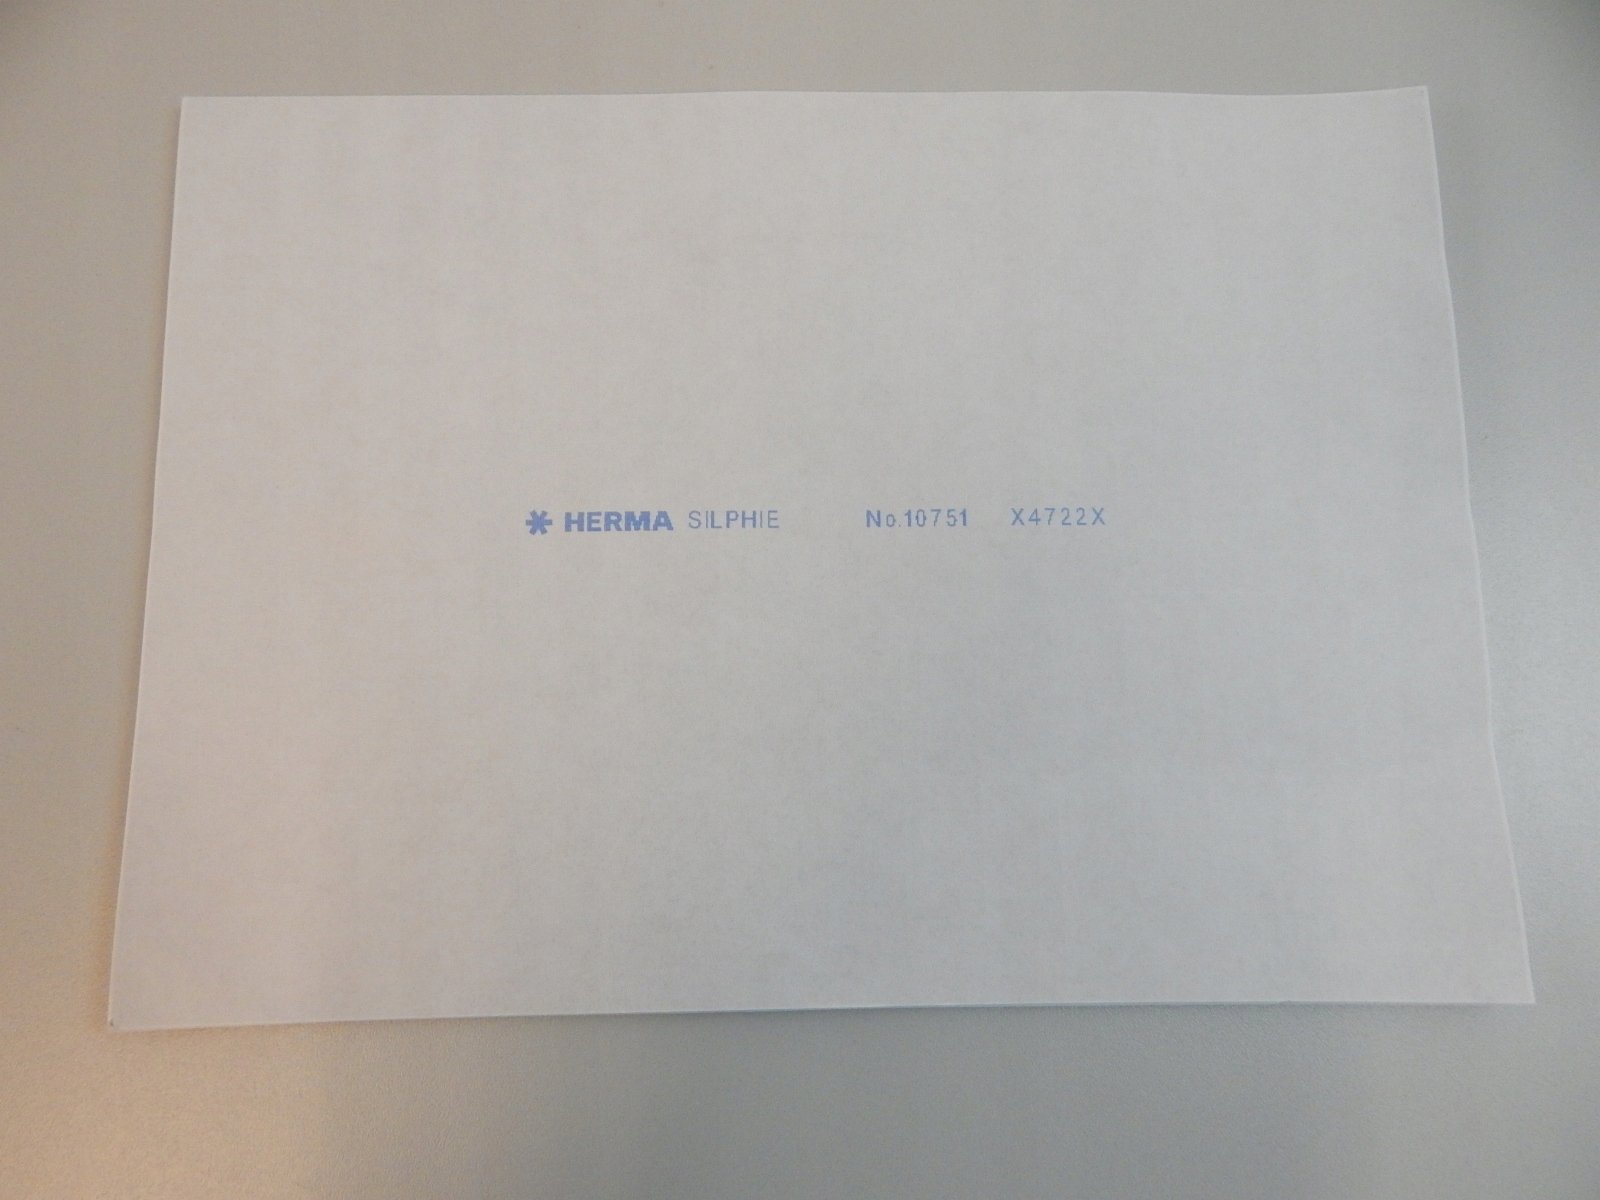 HERMA SILPHIE No.10751 X4722X